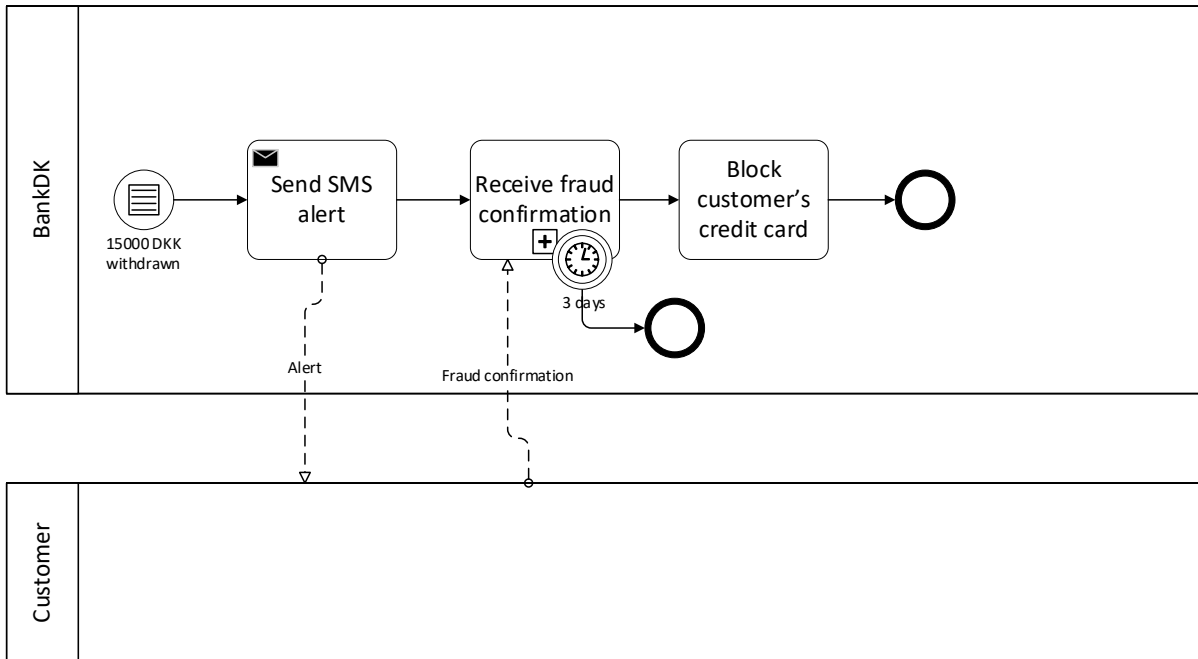 BankDK
15000 DKK
withdrawn
Send SMS
alert
Receive fraud
confirmation
3 days
Block
customer’s
credit card
Alert
Fraud confirmation
Customer